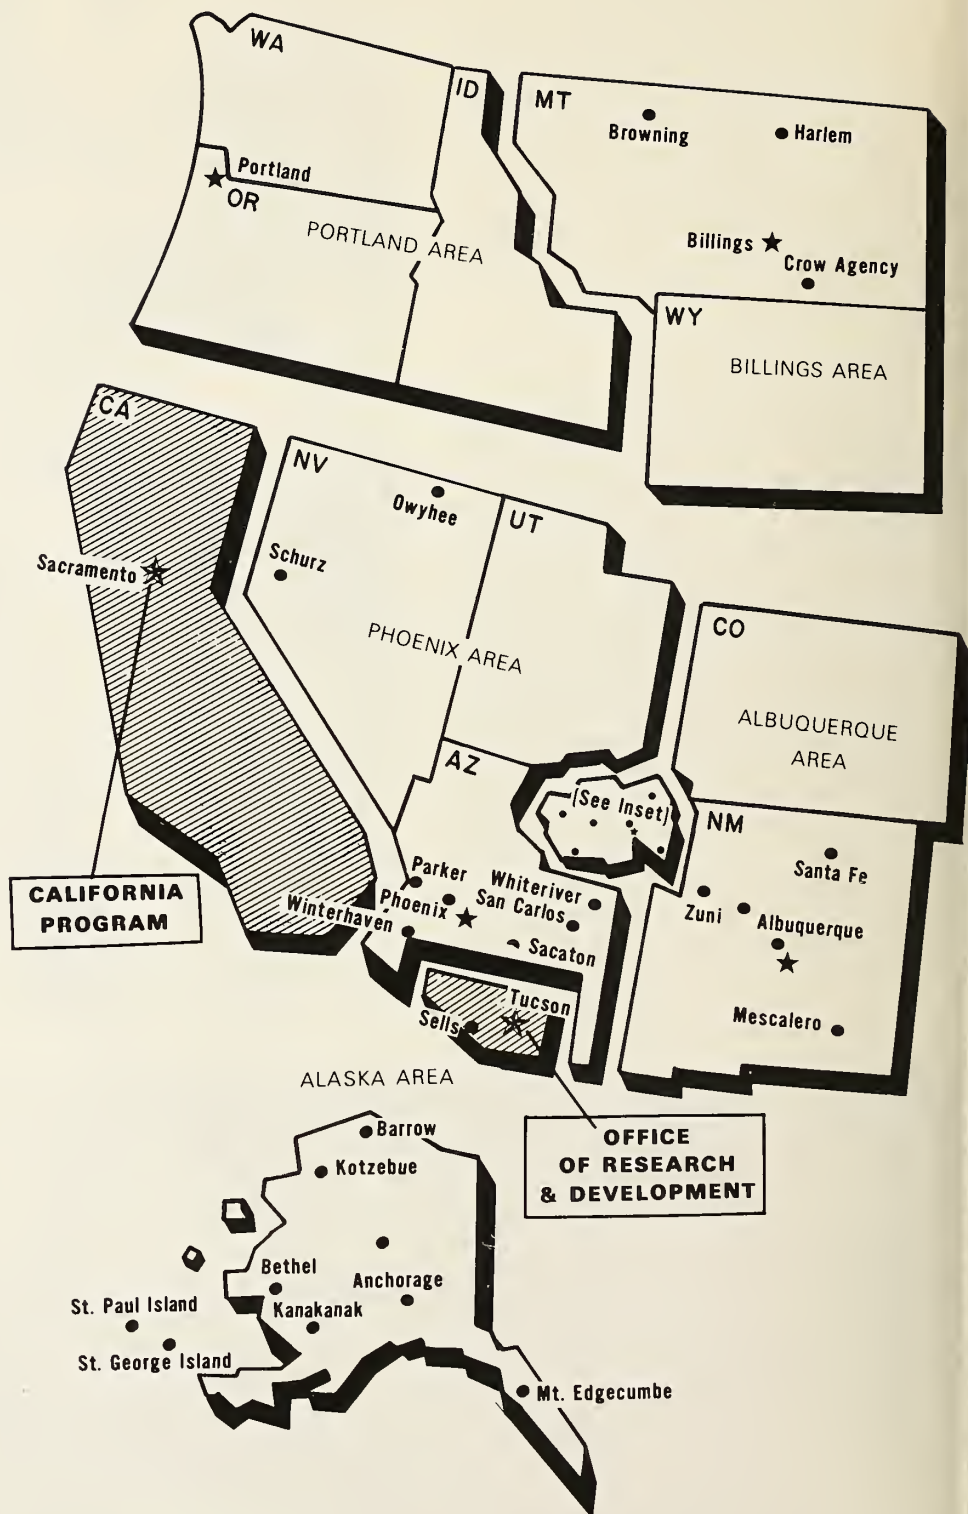 WA
ID
Portland
OR
PORTLAND AREA
MT
Browning
Harlem
Billings
Crow Agency
WY
BILLINGS AREA
CA
Sacramento
CALIFORNIA
PROGRAM
NV
Owyhee
UT
Schurz
PHOENIX AREA
AZ
(See Inset)
Parker
Phoenix
Whiteriver
San Carlos
Winterhaven
Sacaton
Tucson
Sells
OFFICE
OF RESEARCH
& DEVELOPMENT
CO
ALBUQUERQUE
AREA
NM
Santa Fe
Zuni
Albuquerque
Mescalero
ALASKA AREA
Barrow
Kotzebue
Bethel
Anchorage
Kanakanak
St. Paul Island
St. George Island
Mt. Edgecumbe